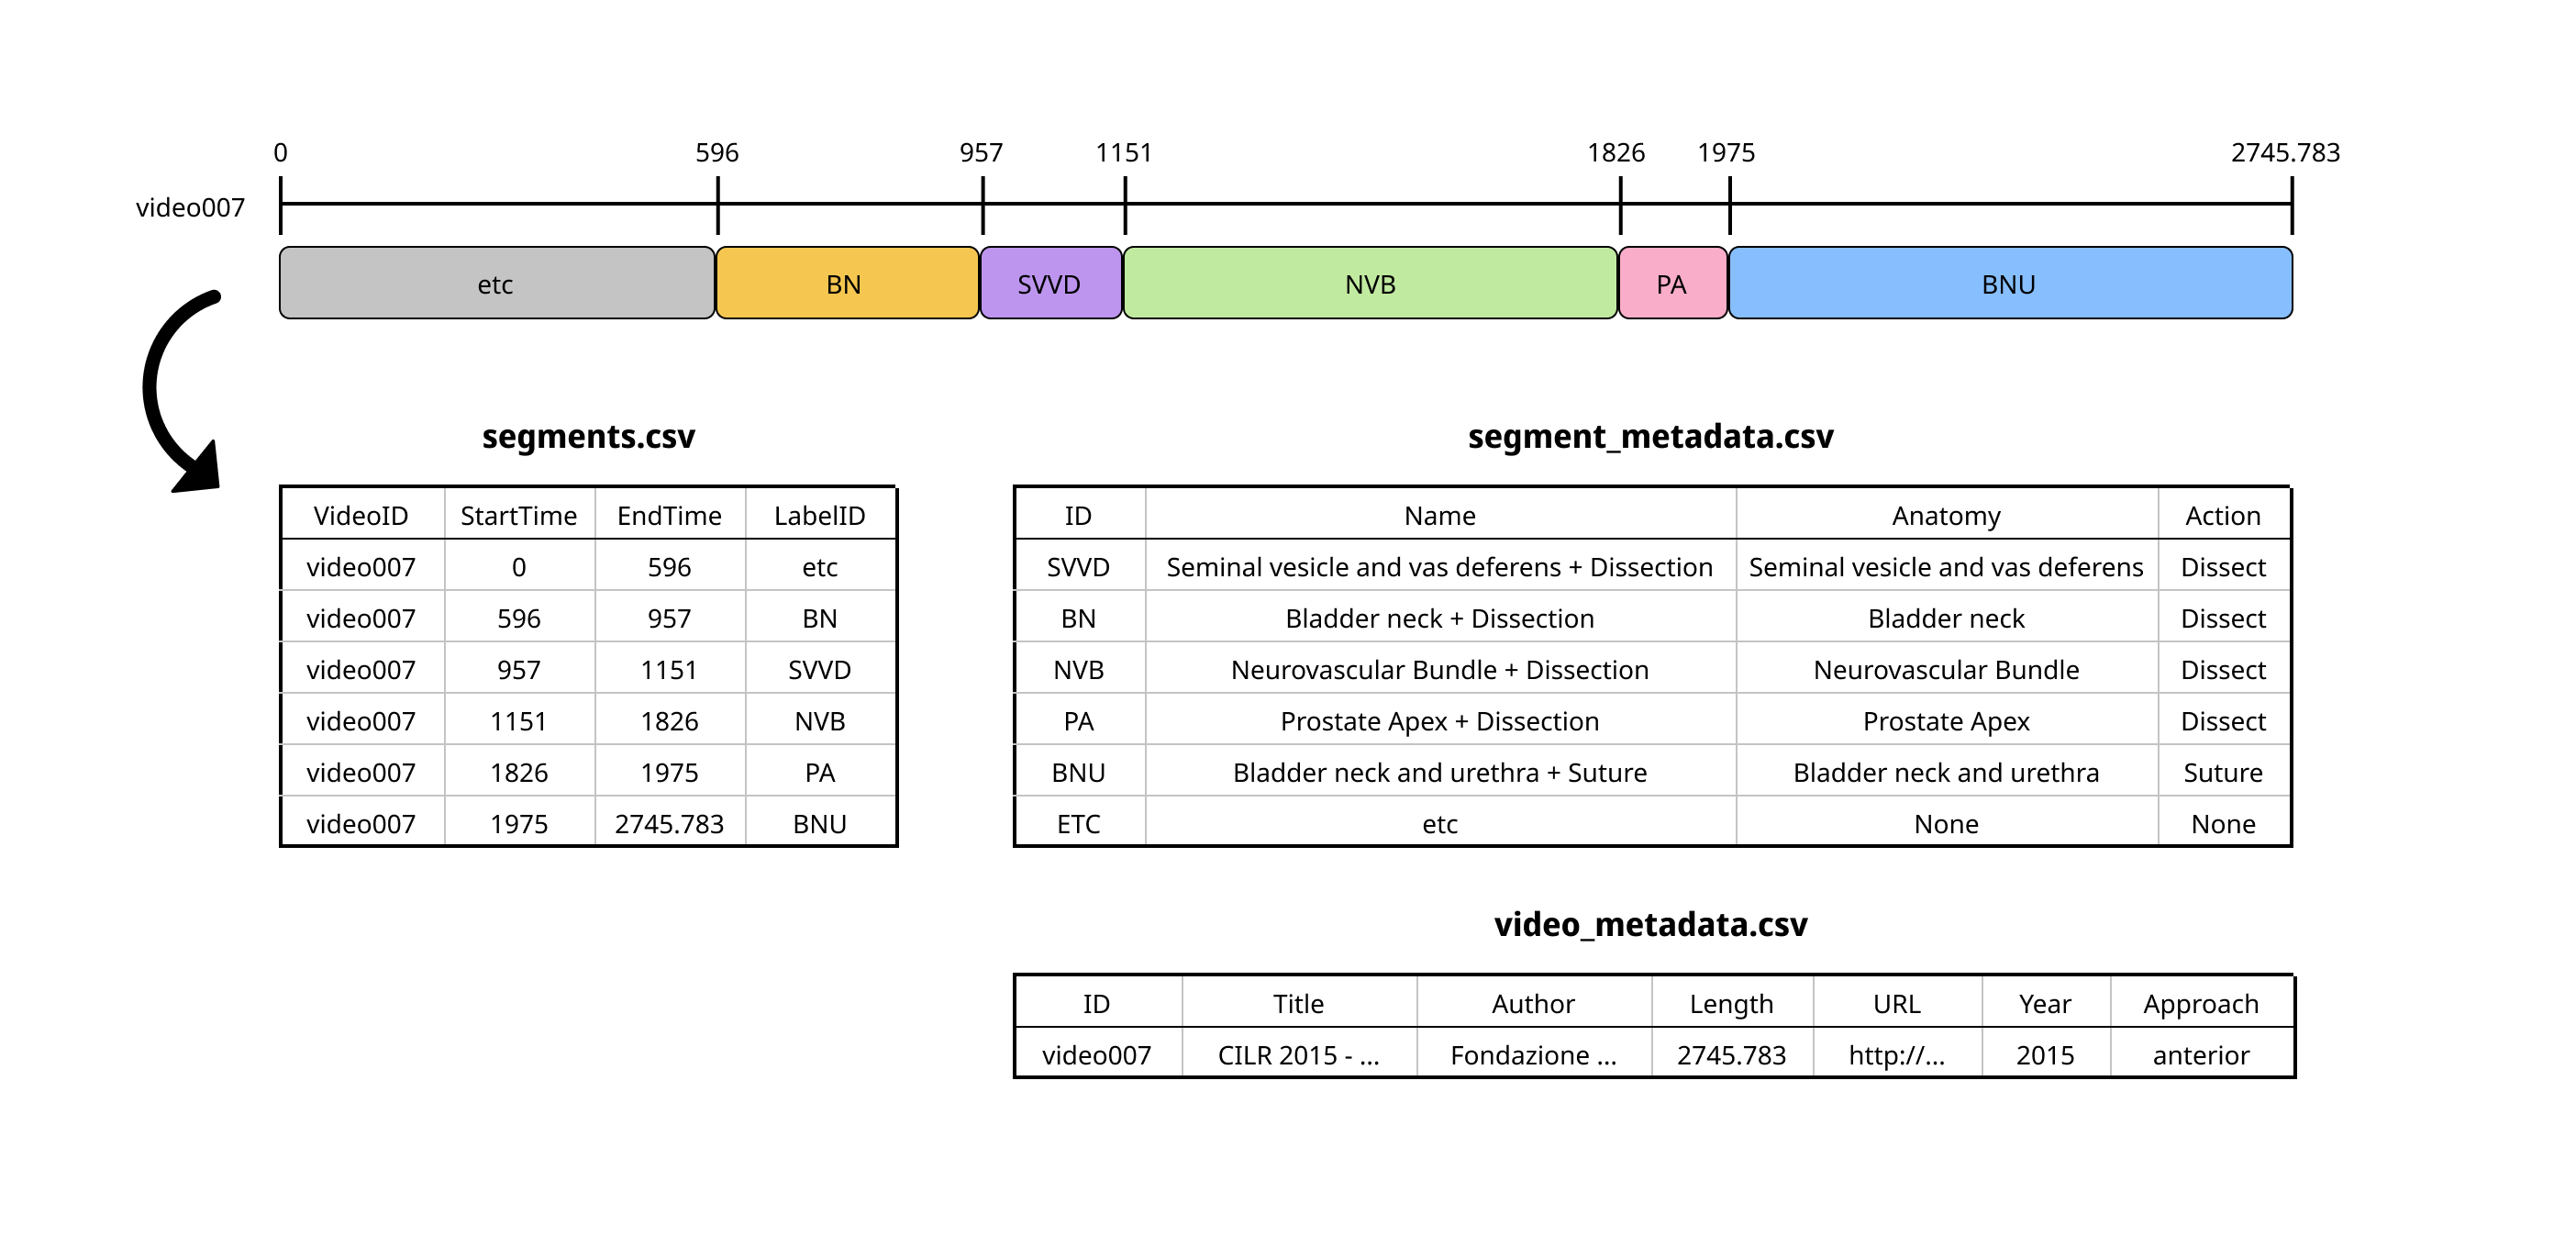 0 596 957 1151 1826 1975 2745.783
video007
etc BN SVVD NVB PA BNU
segments.csv
VideoID StartTime EndTime LabelID
video007 0 596 etc
video007 596 957 BN
video007 957 1151 SVVD
video007 1151 1826 NVB
video007 1826 1975 PA
video007 1975 2745.783 BNU
segment_metadata.csv
ID Name Anatomy Action
SVVD Seminal vesicle and vas deferens + Dissection Seminal vesicle and vas deferens Dissect
BN Bladder neck + Dissection Bladder neck Dissect
NVB Neurovascular Bundle + Dissection Neurovascular Bundle Dissect
PA Prostate Apex + Dissection Prostate Apex Dissect
BNU Bladder neck and urethra + Suture Bladder neck and urethra Suture
ETC etc None None
video_metadata.csv
ID Title Author Length URL Year Approach
video007 CILR 2015 - ... Fondazione ... 2745.783 http://... 2015 anterior